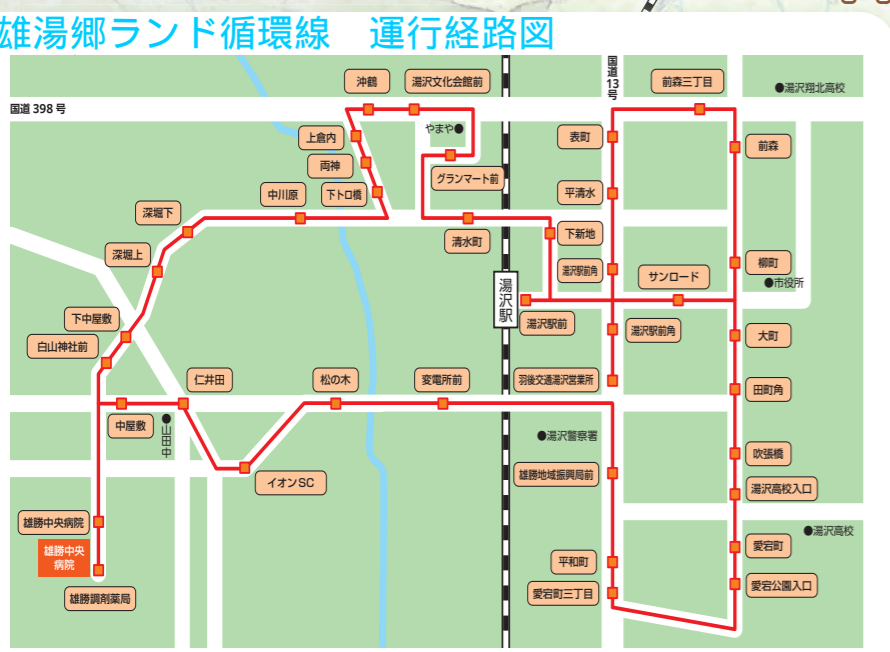 雄湯郷ランド循環線　運行経路図
国道 398 号
沖鶴
湯沢文化会館前
国道13号
前森三丁目
●湯沢翔北高校
上倉内
やまや●
表町
前森
両神
グランマート前
中川原
下トロ橋
平清水
深堀下
清水町
下新地
深堀上
湯沢駅前角
サンロード
柳町
●市役所
湯沢駅
下中屋敷
湯沢駅前
湯沢駅前角
大町
白山神社前
仁井田
松の木
変電所前
羽後交通湯沢営業所
田町角
中屋敷
●山田中
●湯沢警察署
吹張橋
イオンSC
雄勝地域振興局前
湯沢高校入口
雄勝中央病院
●湯沢高校
雄勝中央
病院
愛宕町
平和町
雄勝調剤薬局
愛宕町三丁目
愛宕公園入口